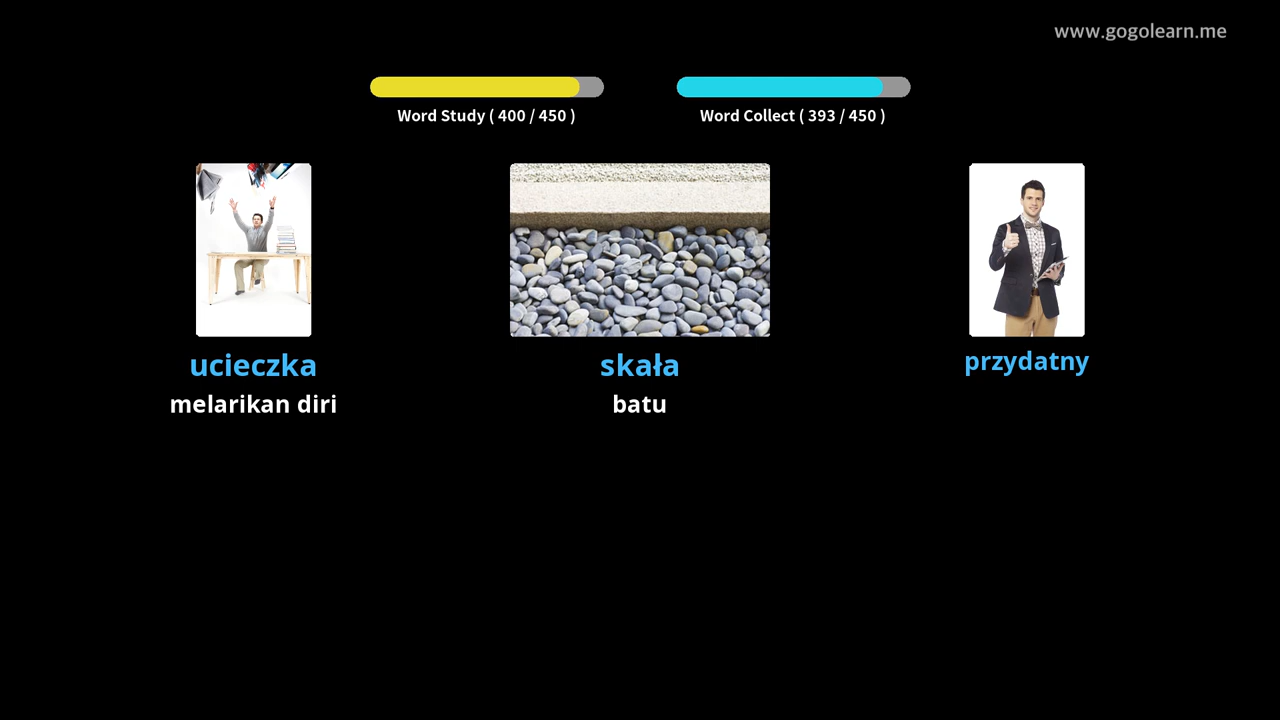 www.gogolearn.me
Word Study ( 400 / 450 )
Word Collect ( 393 / 450 )
ucieczka
skała
przydatny
melarikan diri
batu